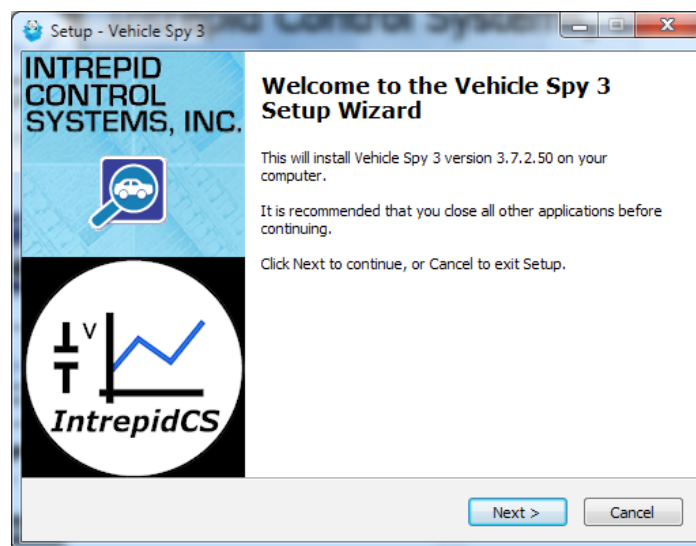 Setup - Vehicle Spy 3
INTREPID
CONTROL
SYSTEMS, INC.
Welcome to the Vehicle Spy 3
Setup Wizard
This will install Vehicle Spy 3 version 3.7.2.50 on your
computer.
It is recommended that you close all other applications before
continuing.
Click Next to continue, or Cancel to exit Setup.
V
IntrepidCS
Next >
Cancel